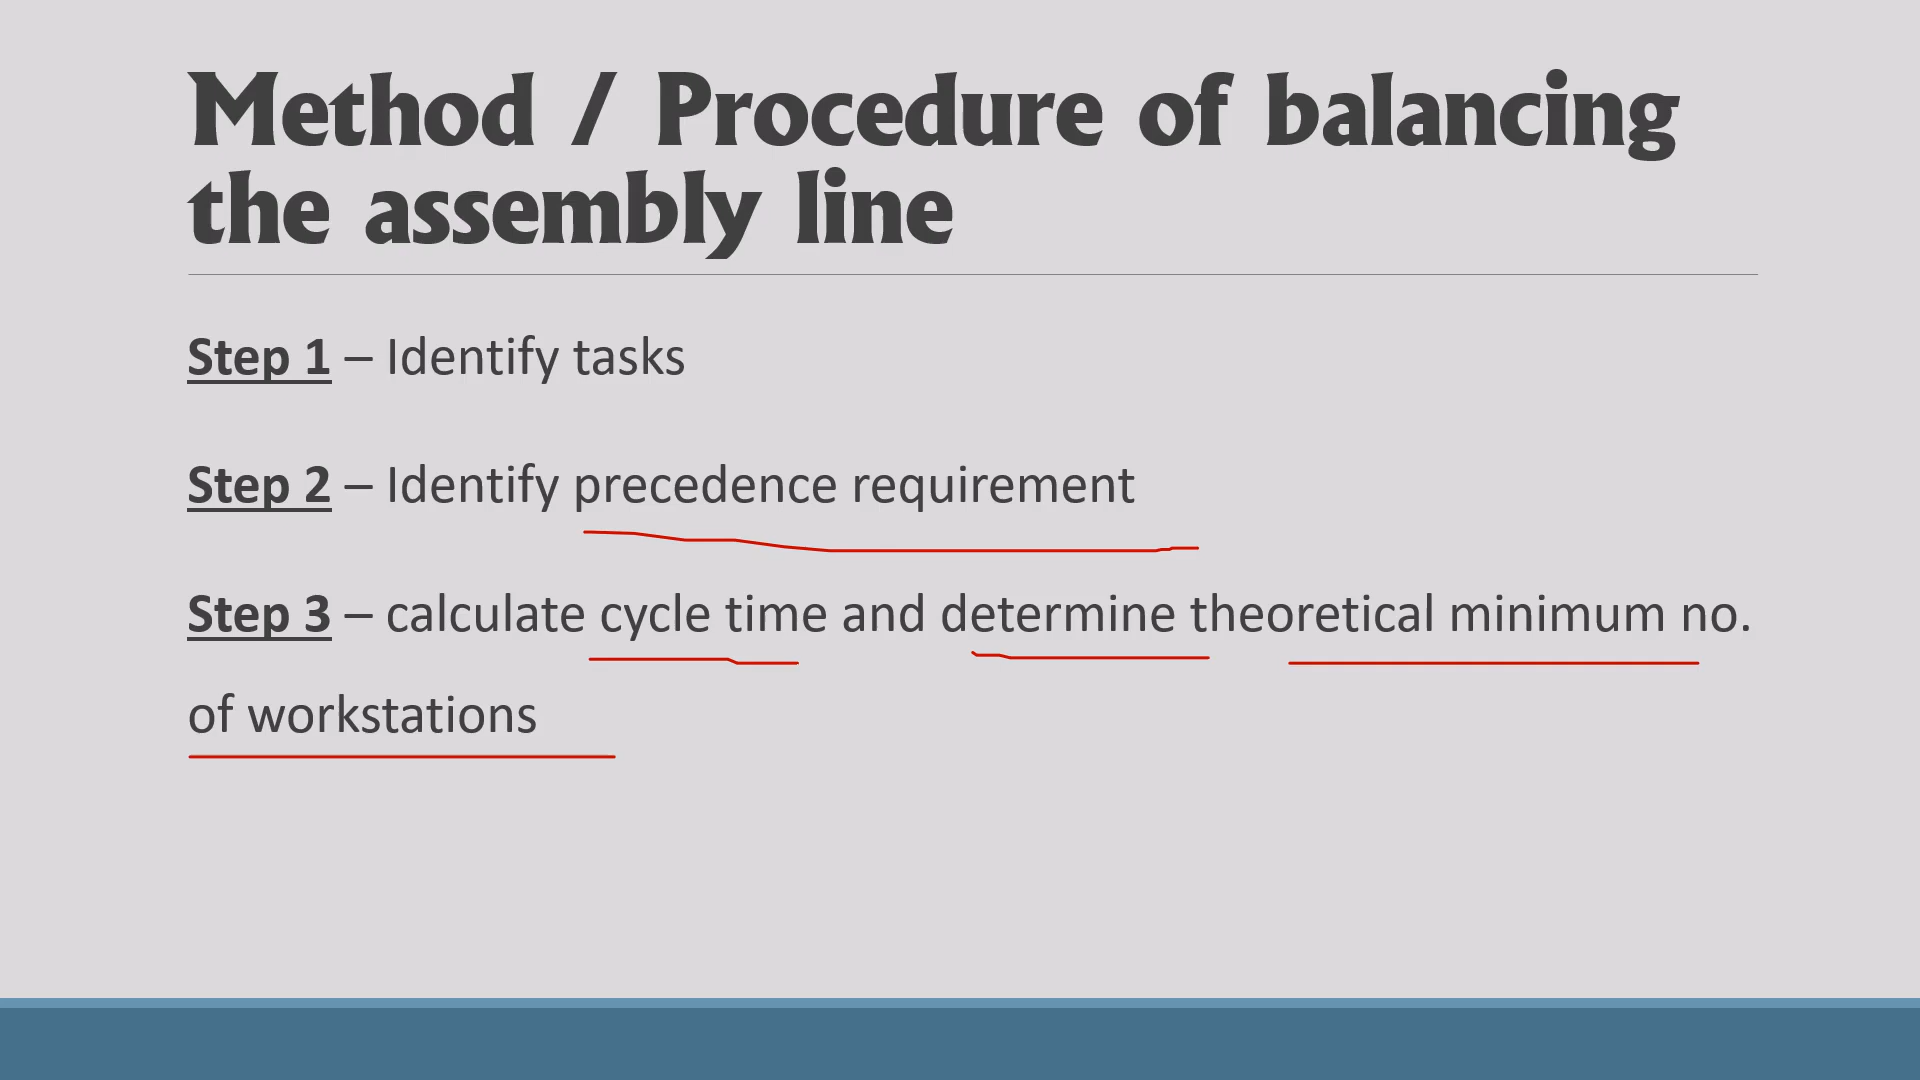 Method / Procedure of balancing
the assembly line
Step 1 – Identify tasks
Step 2 – Identify precedence requirement
Step 3 – calculate cycle time and determine theoretical minimum no.
of workstations